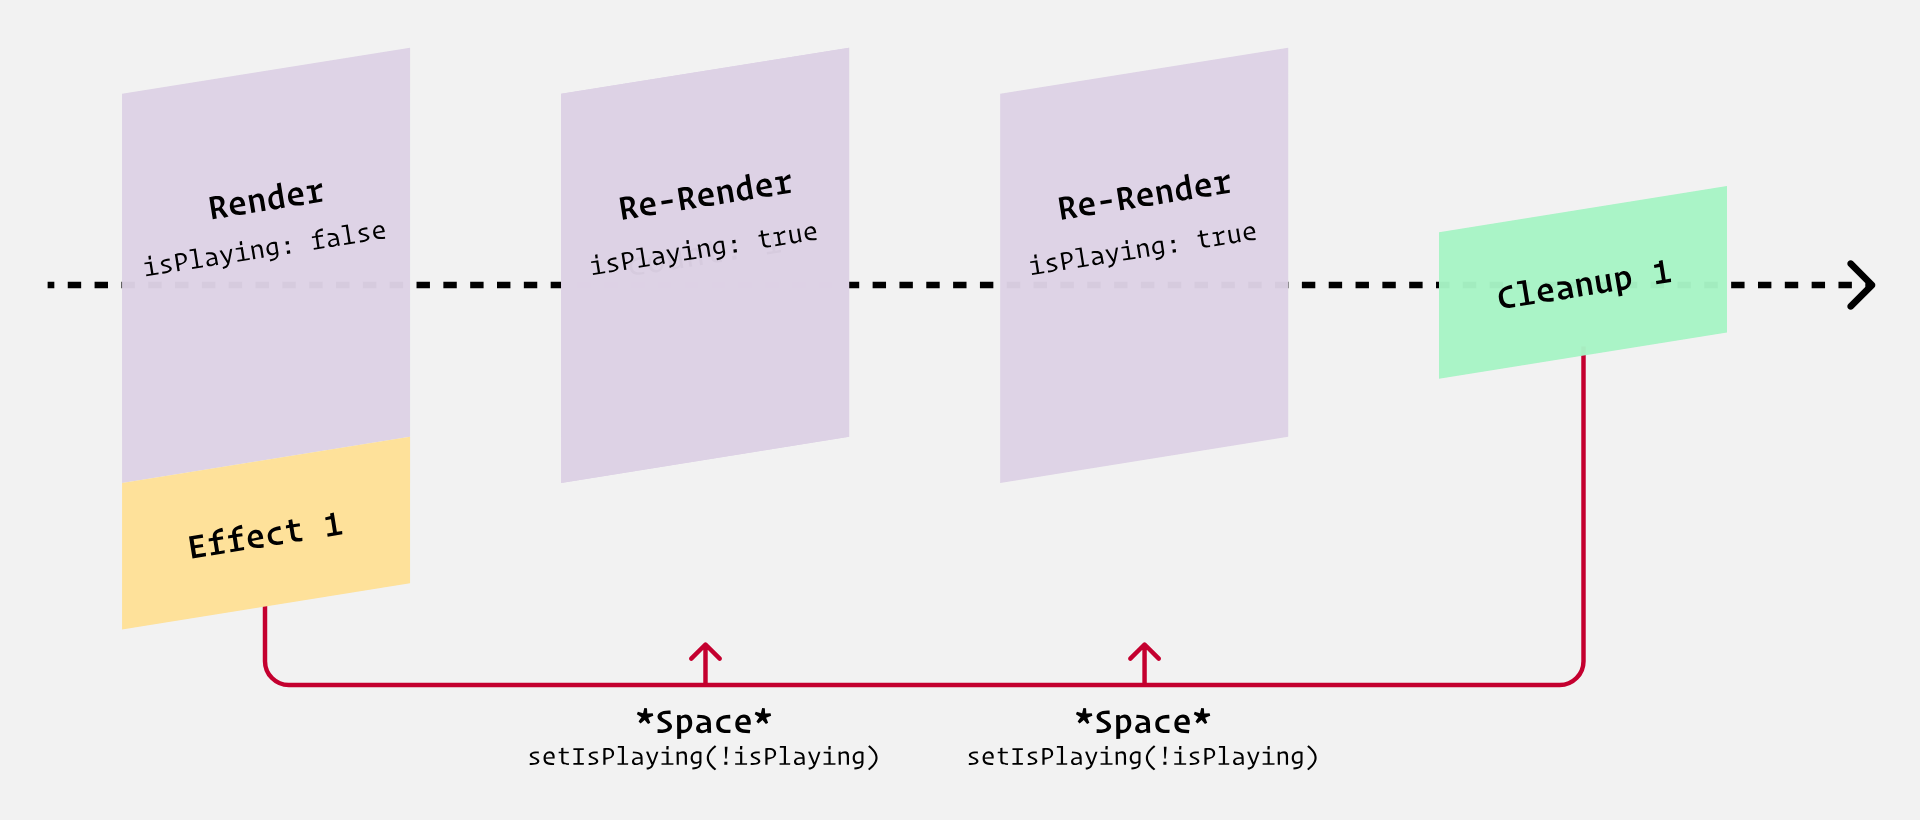 Render
isPlaying: false
Re-Render
isPlaying: true
Re-Render
isPlaying: true
Cleanup 1
Effect 1
*Space*
setIsPlaying(!isPlaying)
*Space*
setIsPlaying(!isPlaying)